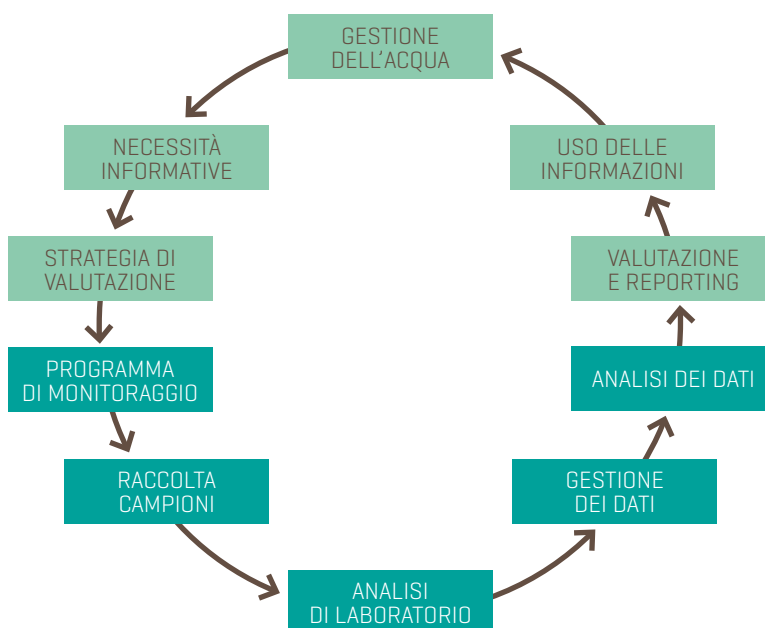 GESTIONE
DELL'ACQUA
NECESSITÀ
INFORMATIVE
USO DELLE
INFORMAZIONI
STRATEGIA DI
VALUTAZIONE
VALUTAZIONE
E REPORTING
PROGRAMMA
DI MONITORAGGIO
ANALISI DEI DATI
RACCOLTA
CAMPIONI
GESTIONE
DEI DATI
ANALISI
DI LABORATORIO